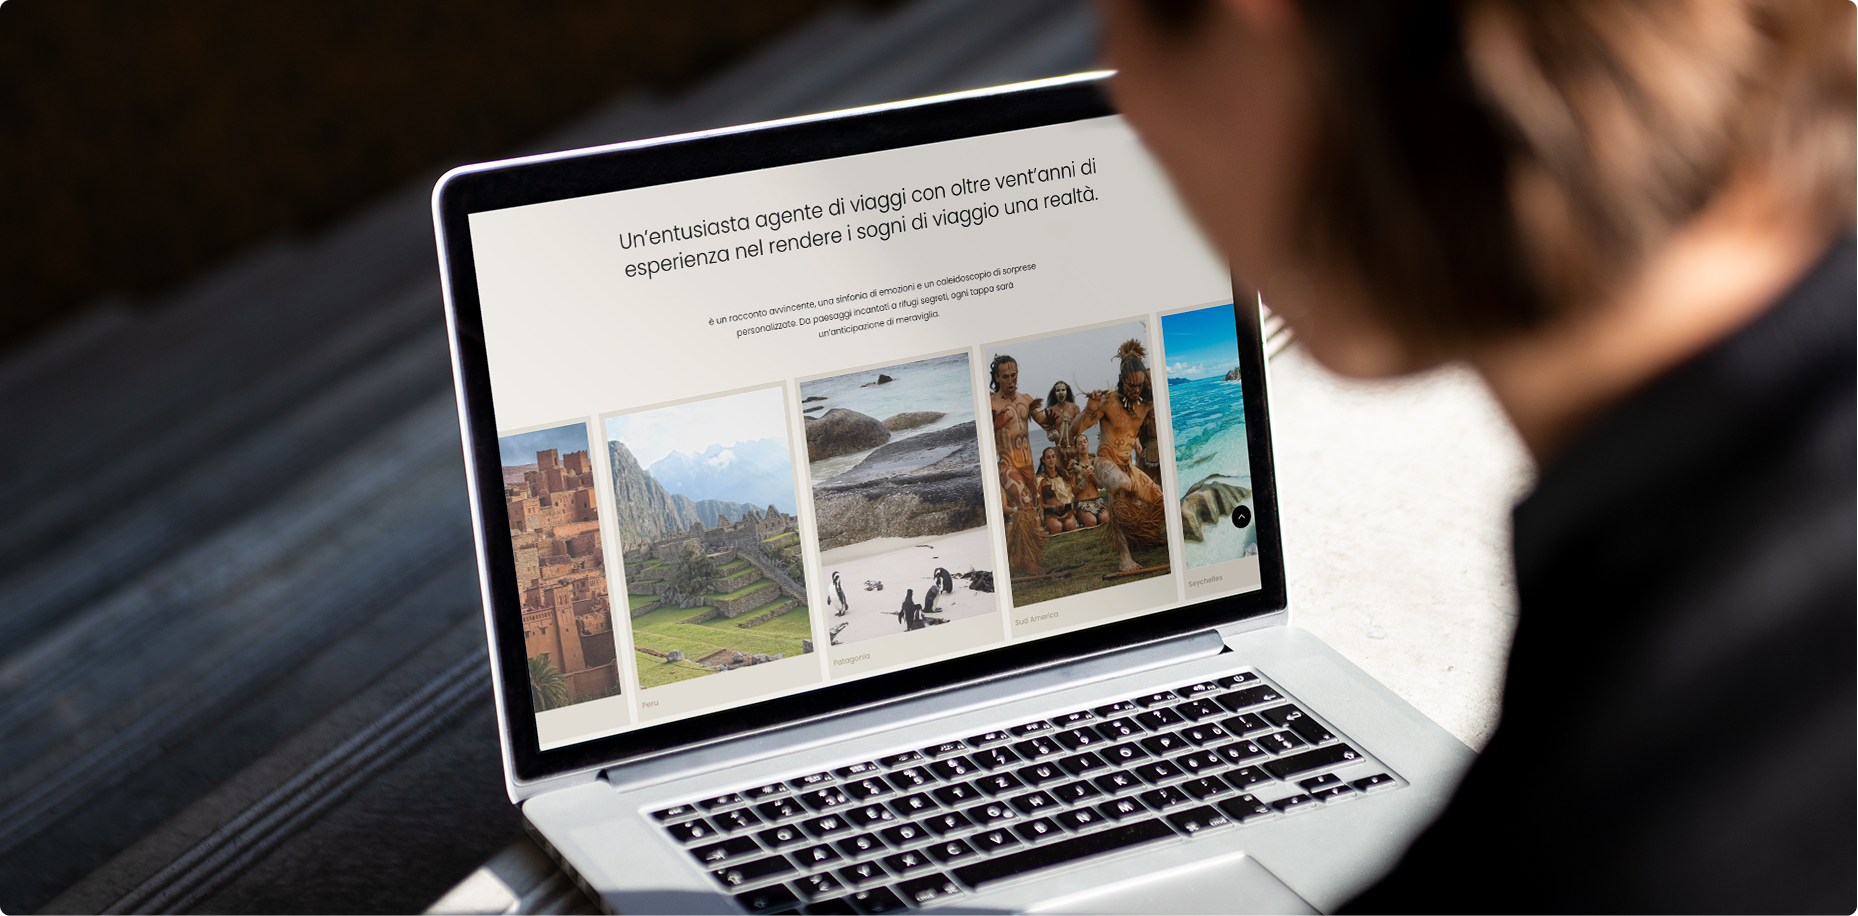 Un'entusiasta agente di viaggi con oltre vent'anni di
esperienza nel rendere i sogni di viaggio una realtà.
è un racconto avvincente, una sinfonia di emozioni e un caleidoscopio di sorprese
personalizzate. Da paesaggi incantati a rifugi segreti, ogni tappa sarà
un'anticipazione di meraviglia.
Peru
Patagonia
Sud America
Seychelles